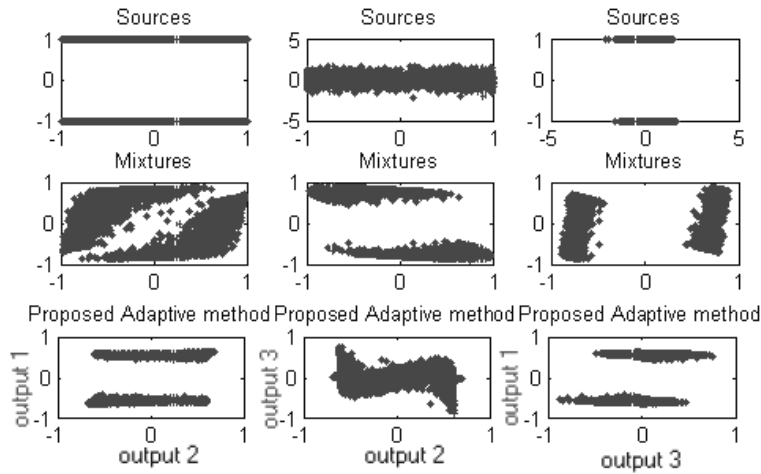 Sources Sources Sources
1 5 1
0 0 0
-1 -5 -1
-1 0 1 -1 0 1 -5 0 5
Mixtures Mixtures Mixtures
1 1 1
0 0 0
-1 -1 -1
-1 0 1 -1 0 1 -1 0 1
Proposed Adaptive method Proposed Adaptive method Proposed Adaptive method
output 1 output 3 output 1
1 1 1
0 0 0
-1 -1 -1
-1 0 1 -1 0 1 -1 0 1
output 2 output 2 output 3